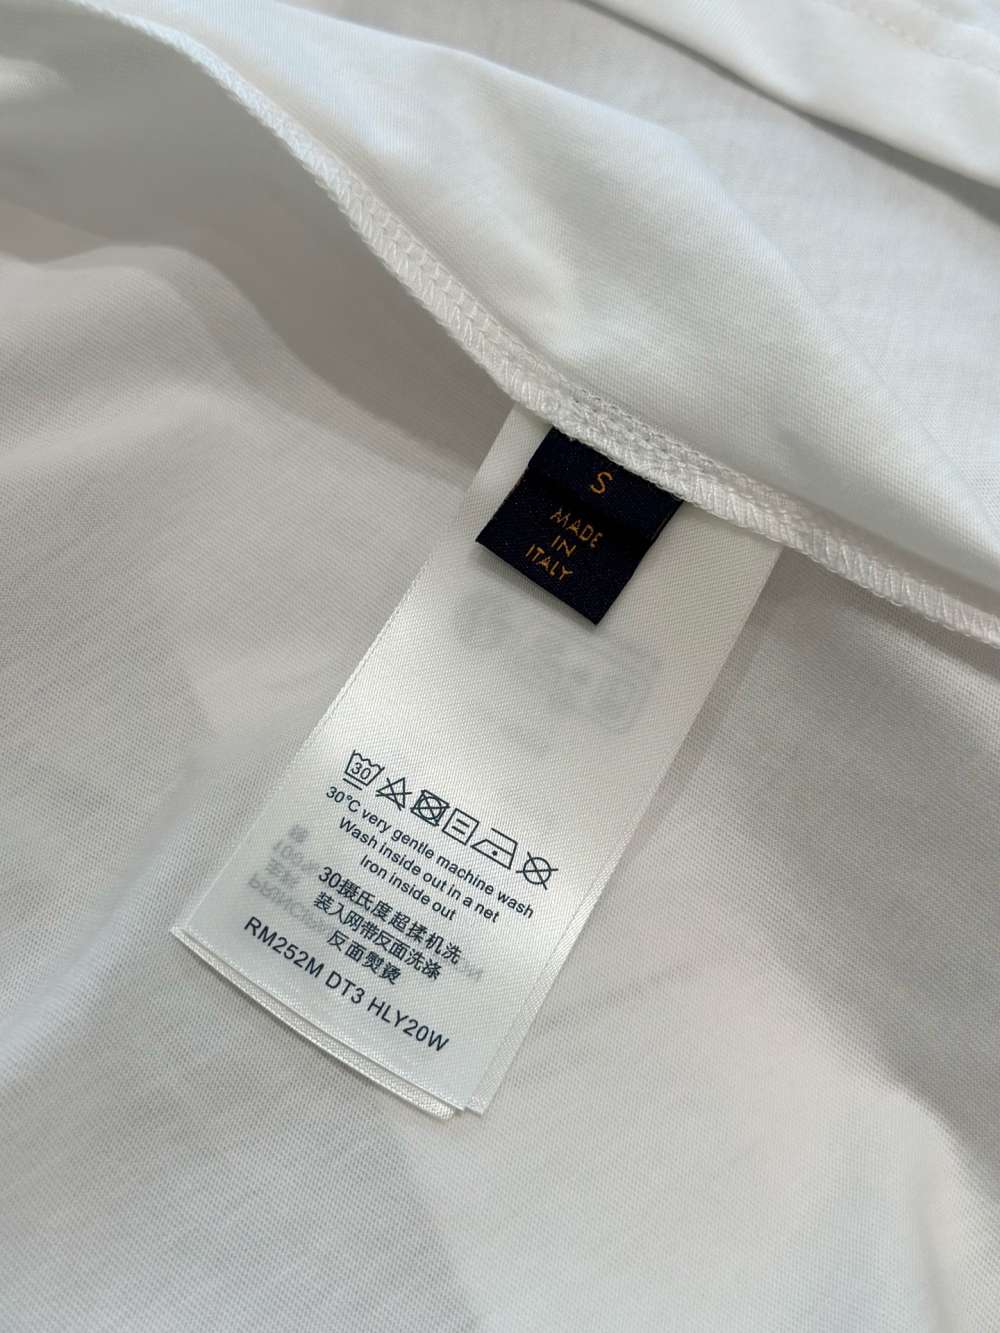 S
MADE
IN
ITALY
30
30°C very gentle machine wash
Wash inside out in a net
Iron inside out
30摄氏度超揉机洗
装入网带反面洗涤
反面熨烫
RM252M DT3 HLY20W